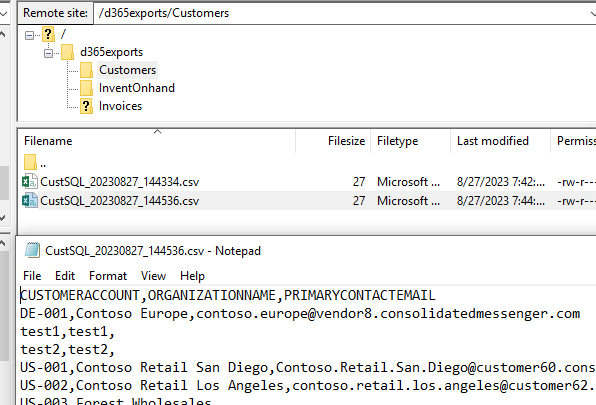 Remote site: /d365exports/Customers
? /
d365exports
Customers
InventOnhand
? Invoices
Filename Filesize Filetype Last modified Permis
..
CustSQL_20230827_144334.csv 27 Microsoft ... 8/27/2023 7:42:... -rw-r--
CustSQL_20230827_144536.csv 27 Microsoft ... 8/27/2023 7:44:... -rw-r--
CustSQL_20230827_144536.csv - Notepad
File Edit Format View Help
CUSTOMERACCOUNT,ORGANIZATIONNAME,PRIMARYCONTACTEMAIL
DE-001,Contoso Europe,contoso.europe@vendor8.consolidatedmessenger.com
test1,test1,
test2,test2,
US-001,Contoso Retail San Diego,Contoso.Retail.San.Diego@customer60.cons
US-002,Contoso Retail Los Angeles,contoso.retail.los.angeles@customer62.
US-003,Forest Wholesales